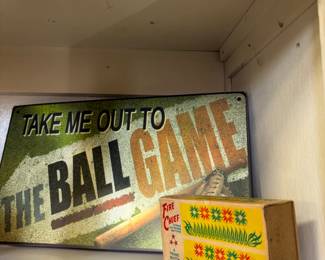 TAKE ME OUT TO
THE BALL GAME
FIRE
CHIEF